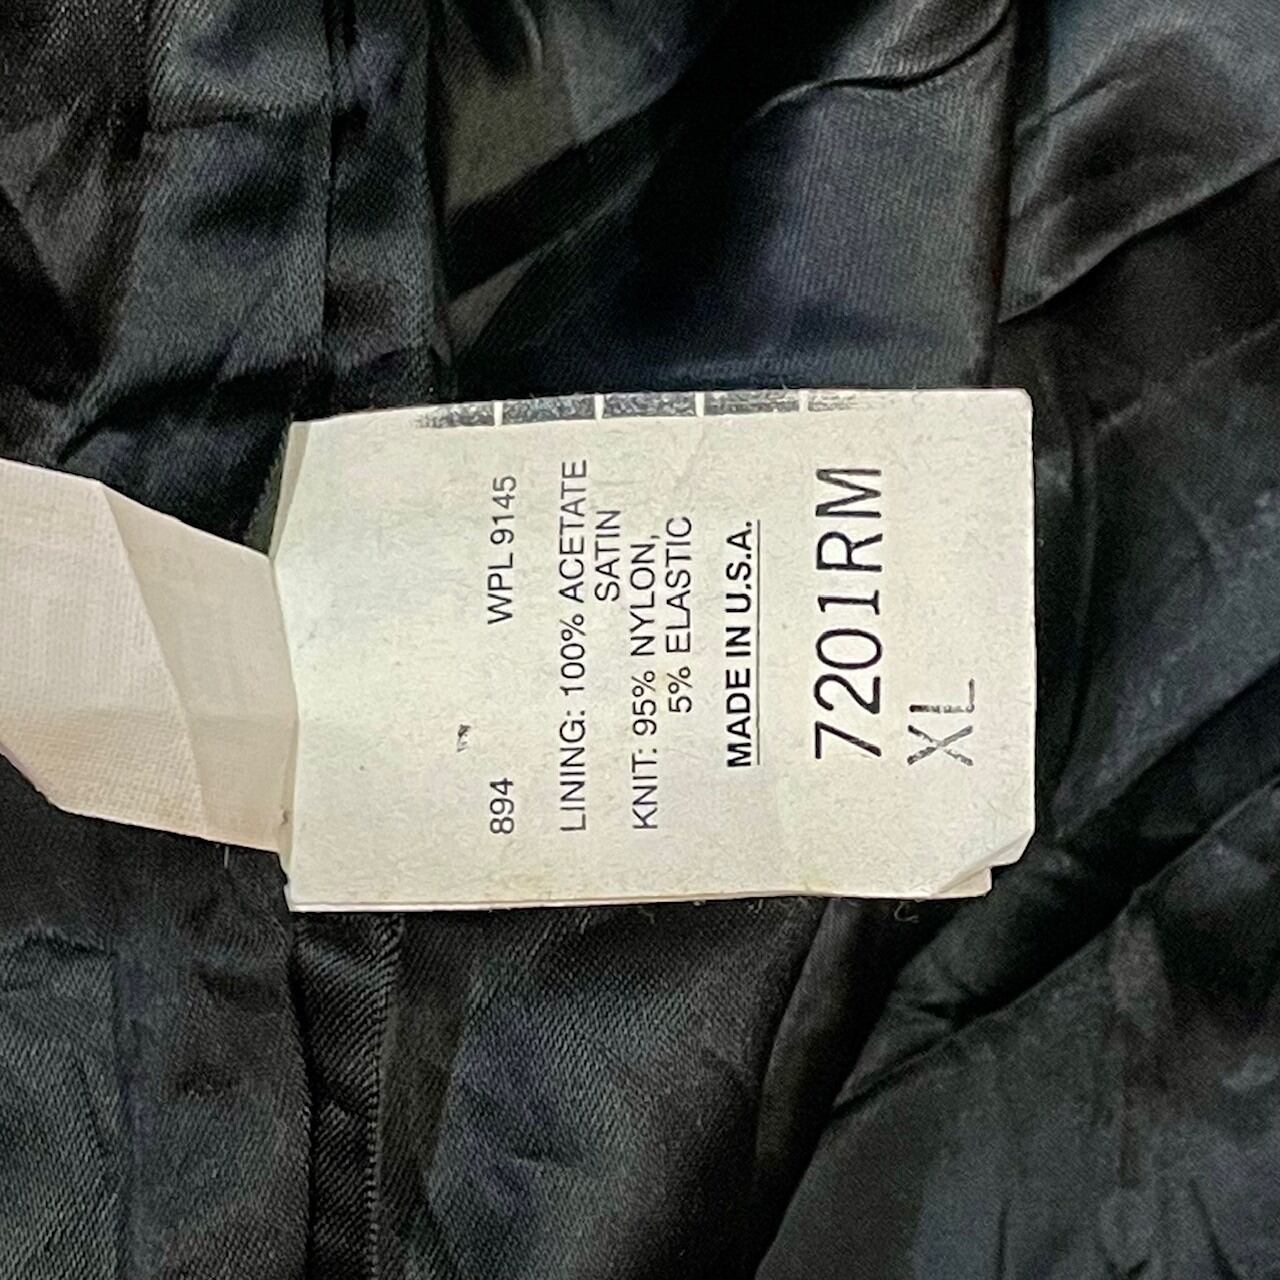 894 WPL 9145
LINING: 100% ACETATE
SATIN
KNIT: 95% NYLON,
5% ELASTIC
MADE IN U.S.A.
7201RM
XL